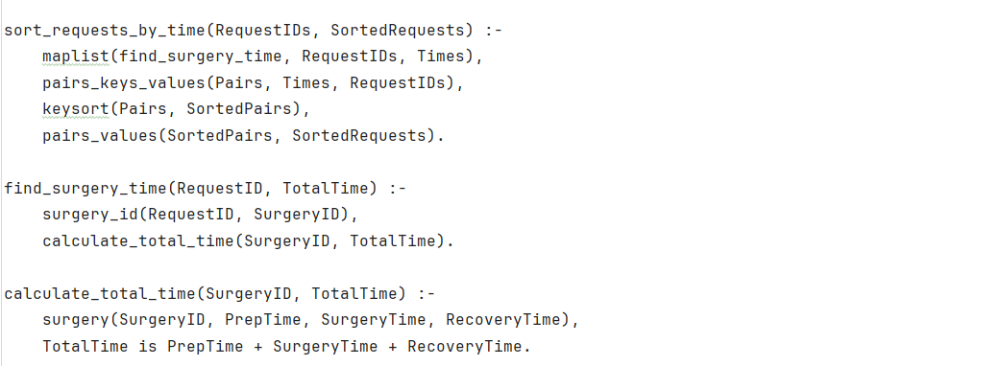 sort_requests_by_time(RequestIDs, SortedRequests) :-
    maplist(find_surgery_time, RequestIDs, Times),
    pairs_keys_values(Pairs, Times, RequestIDs),
    keysort(Pairs, SortedPairs),
    pairs_values(SortedPairs, SortedRequests).

find_surgery_time(RequestID, TotalTime) :-
    surgery_id(RequestID, SurgeryID),
    calculate_total_time(SurgeryID, TotalTime).

calculate_total_time(SurgeryID, TotalTime) :-
    surgery(SurgeryID, PrepTime, SurgeryTime, RecoveryTime),
    TotalTime is PrepTime + SurgeryTime + RecoveryTime.